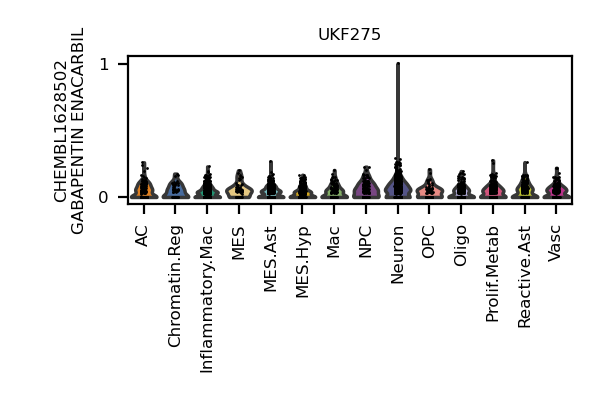 UKF275
CHEMBL1628502
GABAPENTIN ENACARBIL
1
0
AC
Chromatin.Reg
Inflammatory.Mac
MES
MES.Ast
MES.Hyp
Mac
NPC
Neuron
OPC
Oligo
Prolif.Metab
Reactive.Ast
Vasc